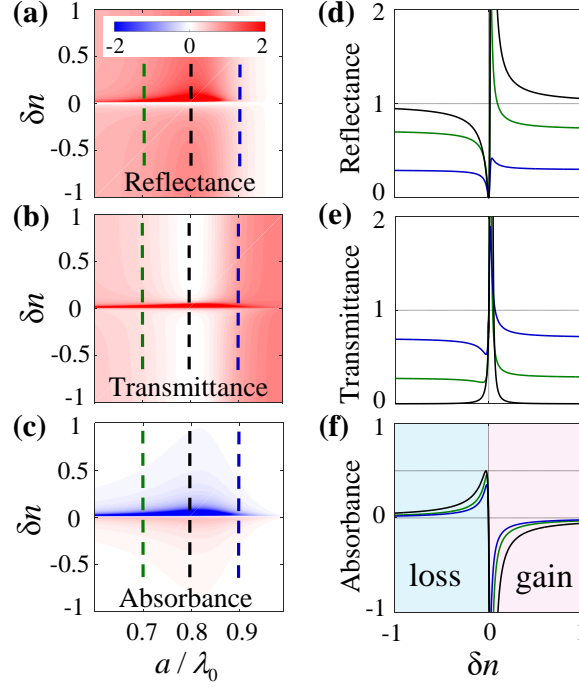 (a)
1
-2 0 2
0.5
δn
0
-0.5
-1
Reflectance
(b)
1
0.5
δn
0
-0.5
-1
Transmittance
(c)
1
0.5
δn
0
-0.5
-1
Absorbance
0.7 0.8 0.9
a / λ0
(d)
2
Reflectance
1
0
(e)
2
Transmittance
1
0
(f)
1
Absorbance
0
loss gain
-1
-1 0 1
δn